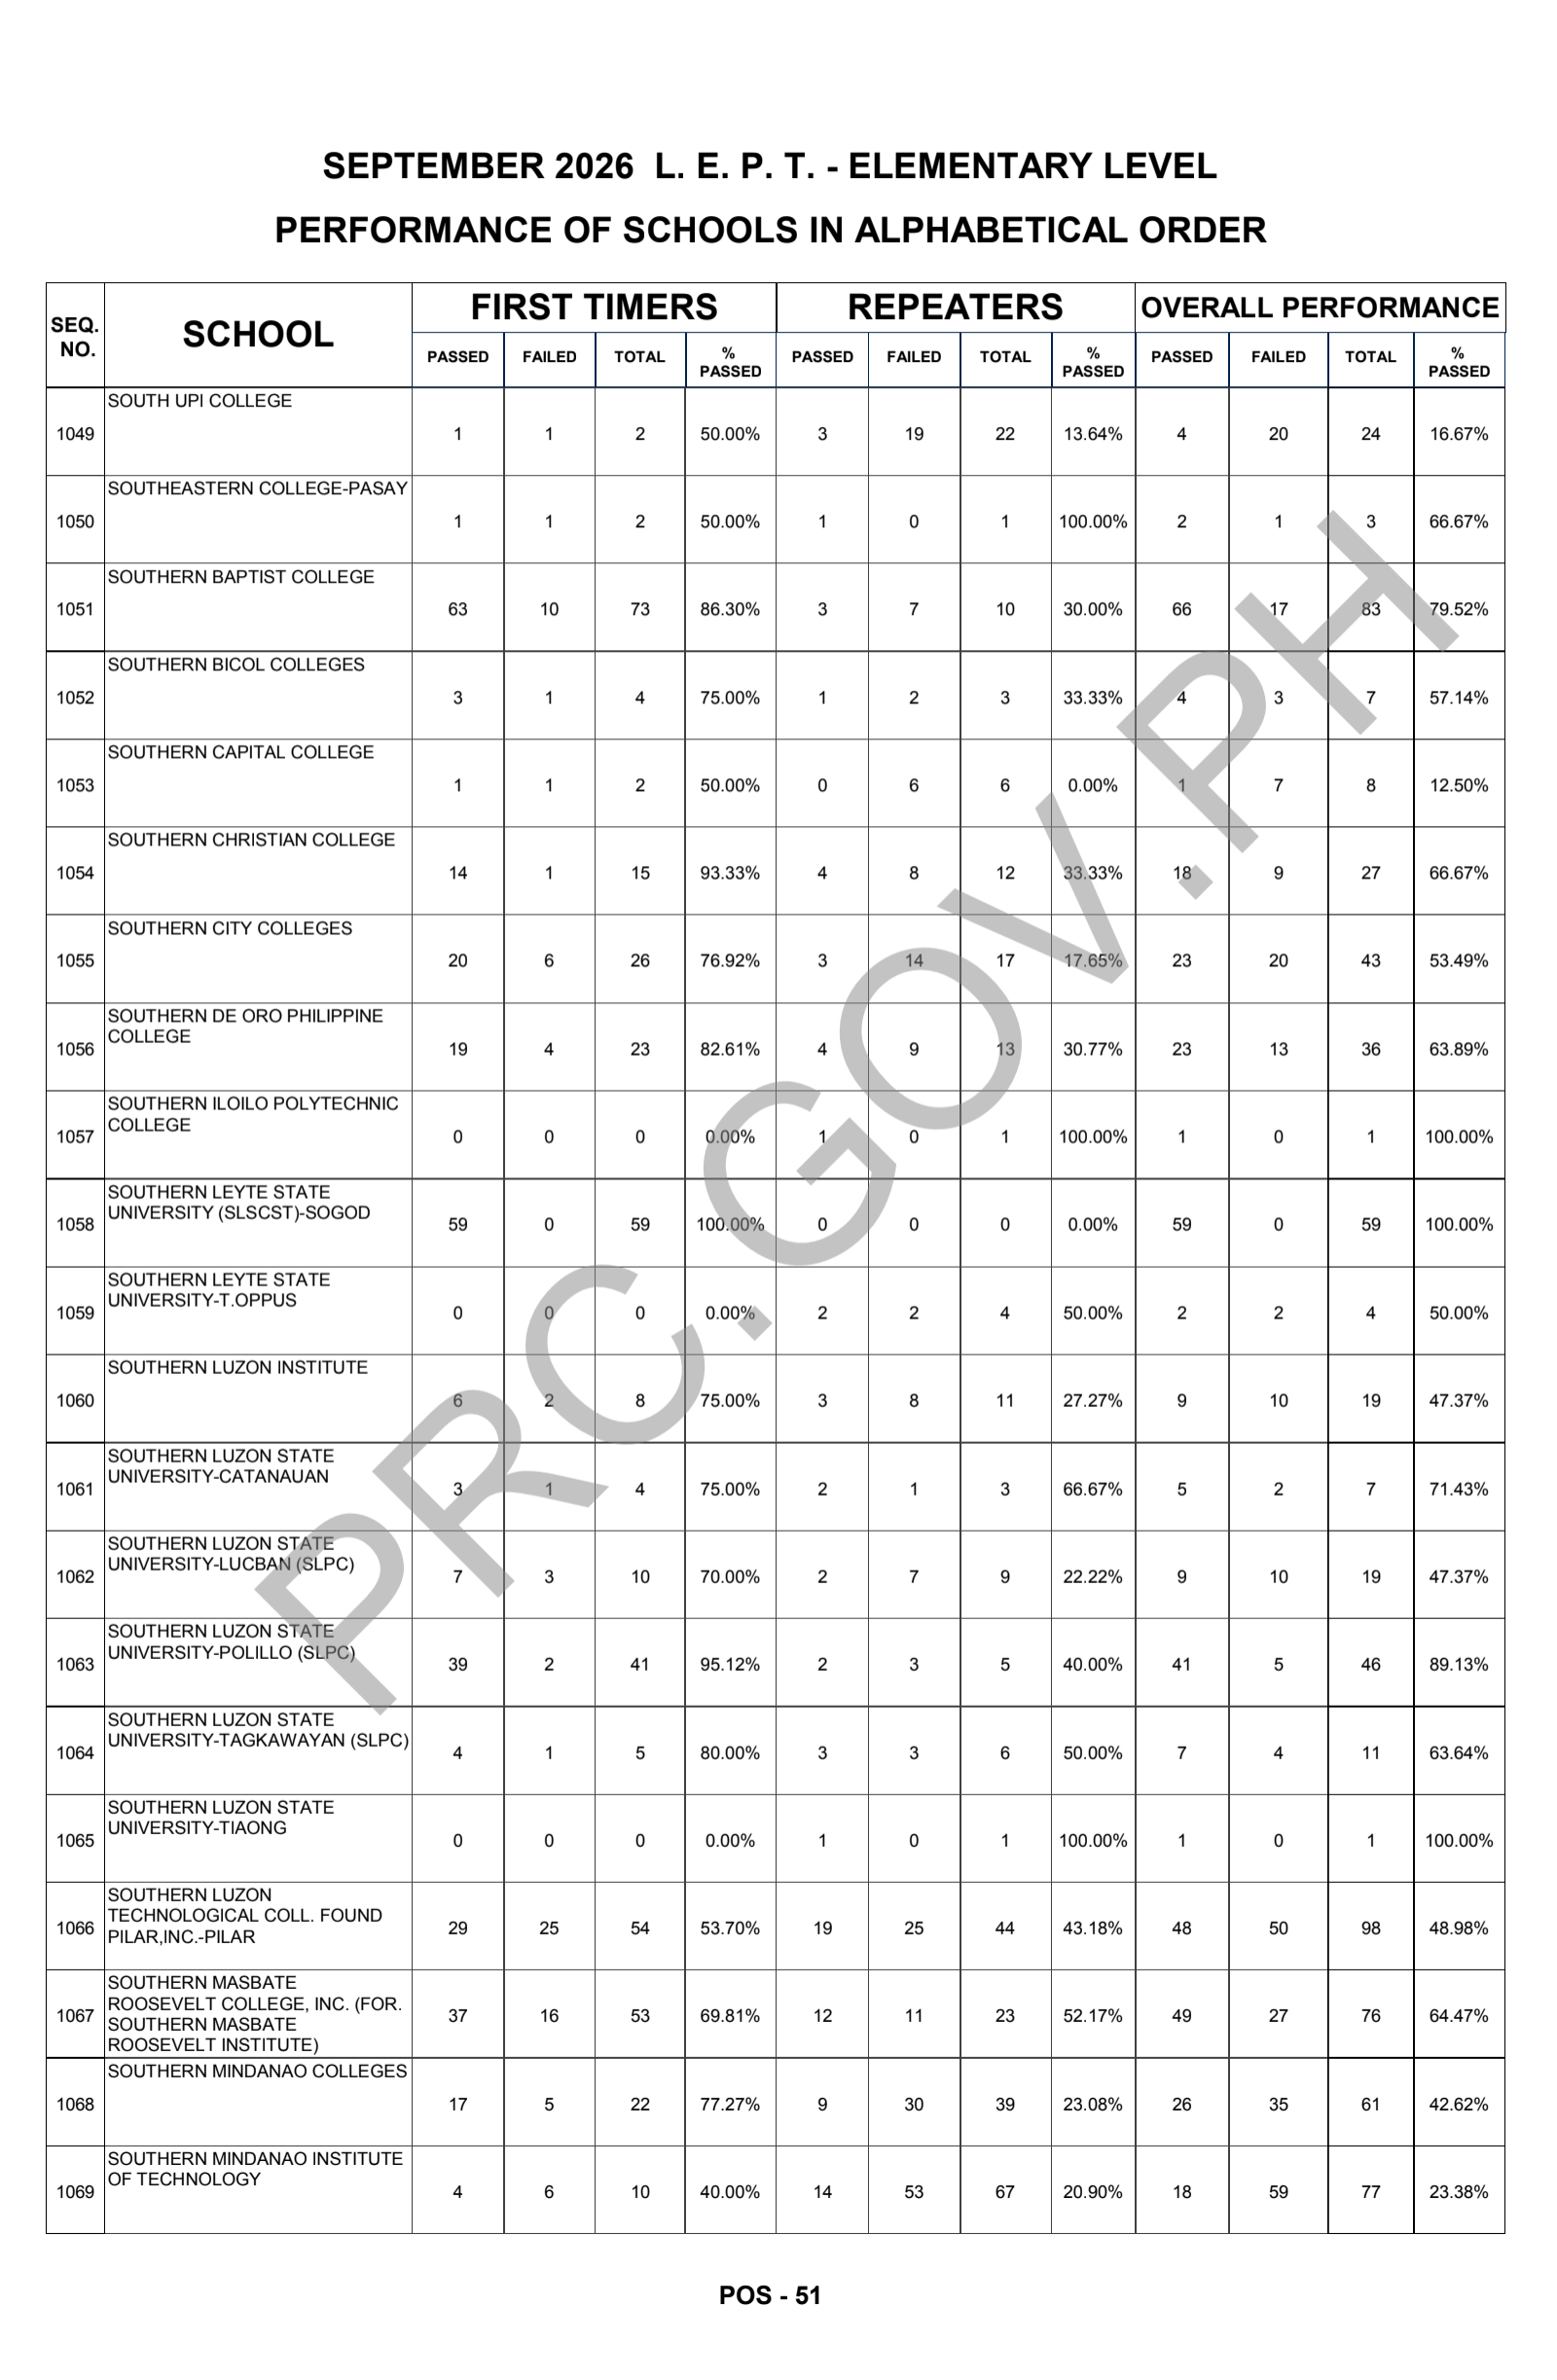 SEPTEMBER 2026 L. E. P. T. - ELEMENTARY LEVEL
PERFORMANCE OF SCHOOLS IN ALPHABETICAL ORDER
SEQ. NO. SCHOOL FIRST TIMERS REPEATERS OVERALL PERFORMANCE
PASSED FAILED TOTAL % PASSED PASSED FAILED TOTAL % PASSED PASSED FAILED TOTAL % PASSED
1049 SOUTH UPI COLLEGE 1 1 2 50.00% 3 19 22 13.64% 4 20 24 16.67%
1050 SOUTHEASTERN COLLEGE-PASAY 1 1 2 50.00% 1 0 1 100.00% 2 1 3 66.67%
1051 SOUTHERN BAPTIST COLLEGE 63 10 73 86.30% 3 7 10 30.00% 66 17 83 79.52%
1052 SOUTHERN BICOL COLLEGES 3 1 4 75.00% 1 2 3 33.33% 4 3 7 57.14%
1053 SOUTHERN CAPITAL COLLEGE 1 1 2 50.00% 0 6 6 0.00% 1 7 8 12.50%
1054 SOUTHERN CHRISTIAN COLLEGE 14 1 15 93.33% 4 8 12 33.33% 18 9 27 66.67%
1055 SOUTHERN CITY COLLEGES 20 6 26 76.92% 3 14 17 17.65% 23 20 43 53.49%
1056 SOUTHERN DE ORO PHILIPPINE
COLLEGE 19 4 23 82.61% 4 9 13 30.77% 23 13 36 63.89%
1057 SOUTHERN ILOILO POLYTECHNIC
COLLEGE 0 0 0 0.00% 1 0 1 100.00% 1 0 1 100.00%
1058 SOUTHERN LEYTE STATE
UNIVERSITY (SLSCST)-SOGOD 59 0 59 100.00% 0 0 0 0.00% 59 0 59 100.00%
1059 SOUTHERN LEYTE STATE
UNIVERSITY-T.OPPUS 0 0 0 0.00% 2 2 4 50.00% 2 2 4 50.00%
1060 SOUTHERN LUZON INSTITUTE 6 2 8 75.00% 3 8 11 27.27% 9 10 19 47.37%
1061 SOUTHERN LUZON STATE
UNIVERSITY-CATANAUAN 3 1 4 75.00% 2 1 3 66.67% 5 2 7 71.43%
1062 SOUTHERN LUZON STATE
UNIVERSITY-LUCBAN (SLPC) 7 3 10 70.00% 2 7 9 22.22% 9 10 19 47.37%
1063 SOUTHERN LUZON STATE
UNIVERSITY-POLILLO (SLPC) 39 2 41 95.12% 2 3 5 40.00% 41 5 46 89.13%
1064 SOUTHERN LUZON STATE
UNIVERSITY-TAGKAWAYAN (SLPC) 4 1 5 80.00% 3 3 6 50.00% 7 4 11 63.64%
1065 SOUTHERN LUZON STATE
UNIVERSITY-TIAONG 0 0 0 0.00% 1 0 1 100.00% 1 0 1 100.00%
1066 SOUTHERN LUZON
TECHNOLOGICAL COLL. FOUND
PILAR,INC.-PILAR 29 25 54 53.70% 19 25 44 43.18% 48 50 98 48.98%
1067 SOUTHERN MASBATE
ROOSEVELT COLLEGE, INC. (FOR.
SOUTHERN MASBATE
ROOSEVELT INSTITUTE) 37 16 53 69.81% 12 11 23 52.17% 49 27 76 64.47%
1068 SOUTHERN MINDANAO COLLEGES 17 5 22 77.27% 9 30 39 23.08% 26 35 61 42.62%
1069 SOUTHERN MINDANAO INSTITUTE
OF TECHNOLOGY 4 6 10 40.00% 14 53 67 20.90% 18 59 77 23.38%
PRC.GOV.PH
POS - 51